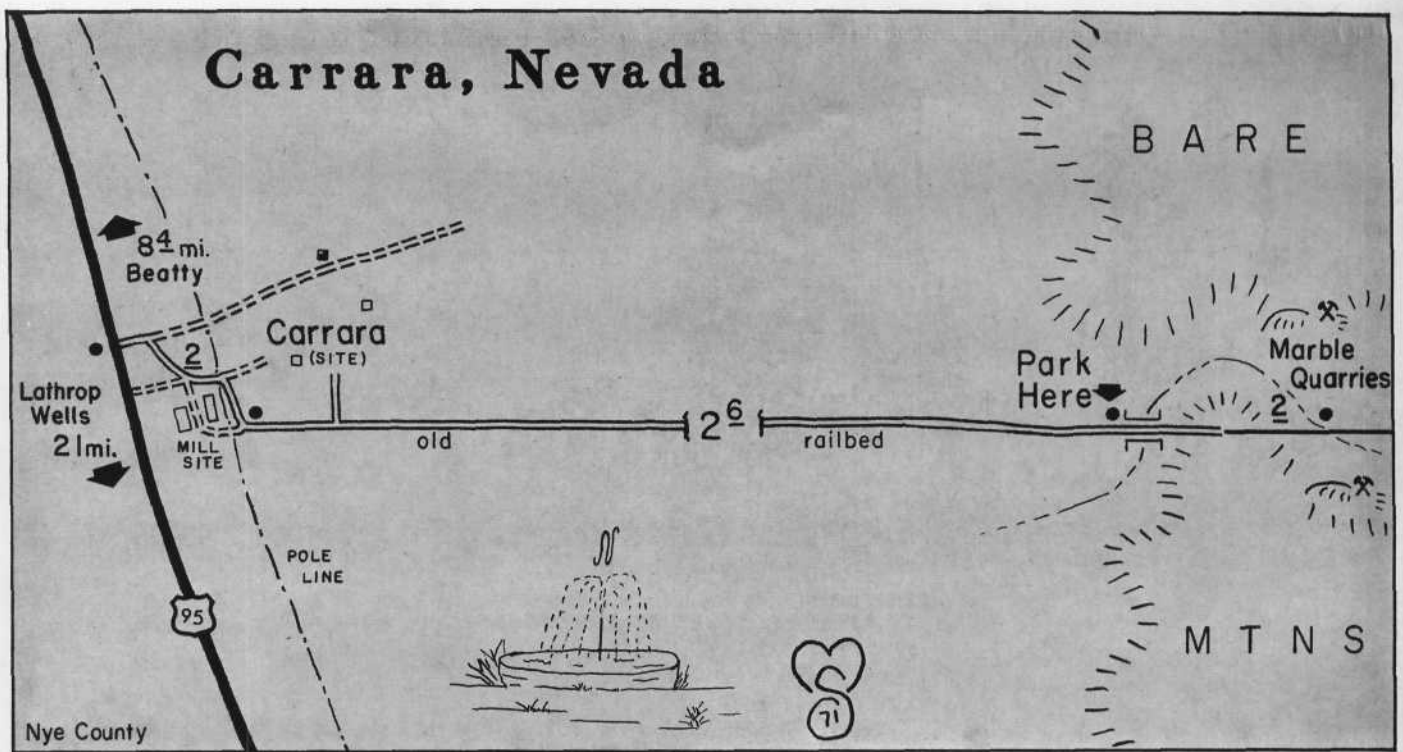 Carrara, Nevada
BARE
8 4 mi.
Beatty
Carrara
(SITE)
2
Lathrop
Wells
21 mi.
MILL
SITE
old
2 6
railbed
Park
Here
Marble
Quarries
2
POLE
LINE
95
MTNS
71
Nye County